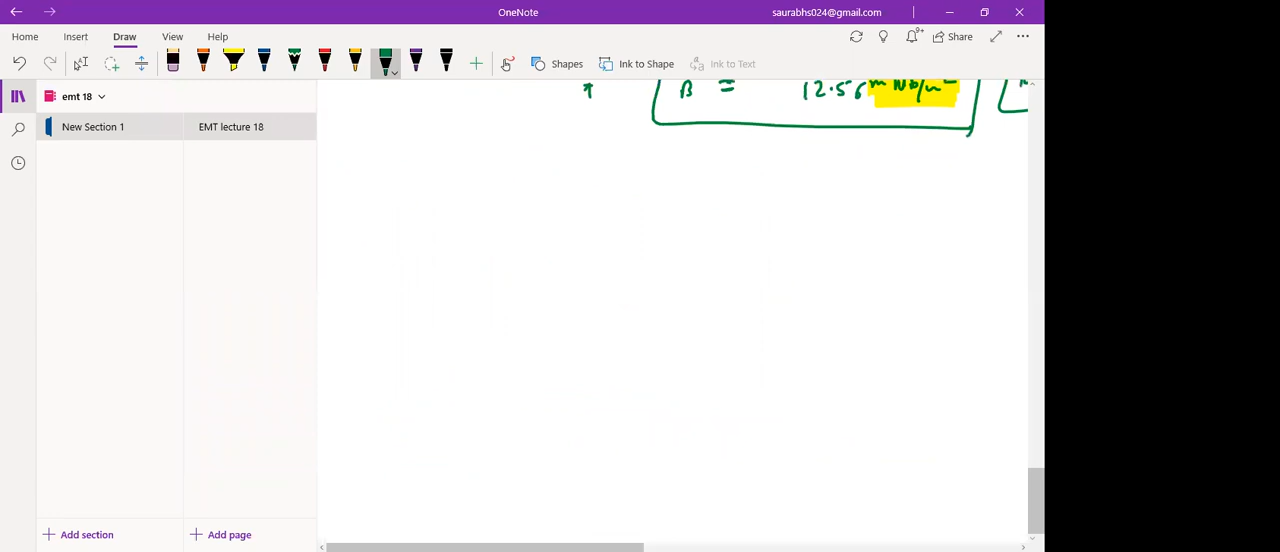 OneNote
saurabhs024@gmail.com
Home Insert Draw View Help
9+ Share
Shapes Ink to Shape Ink to Text
emt 18
New Section 1
EMT lecture 18
B = 12.56 m Wb/m²
Add section
Add page